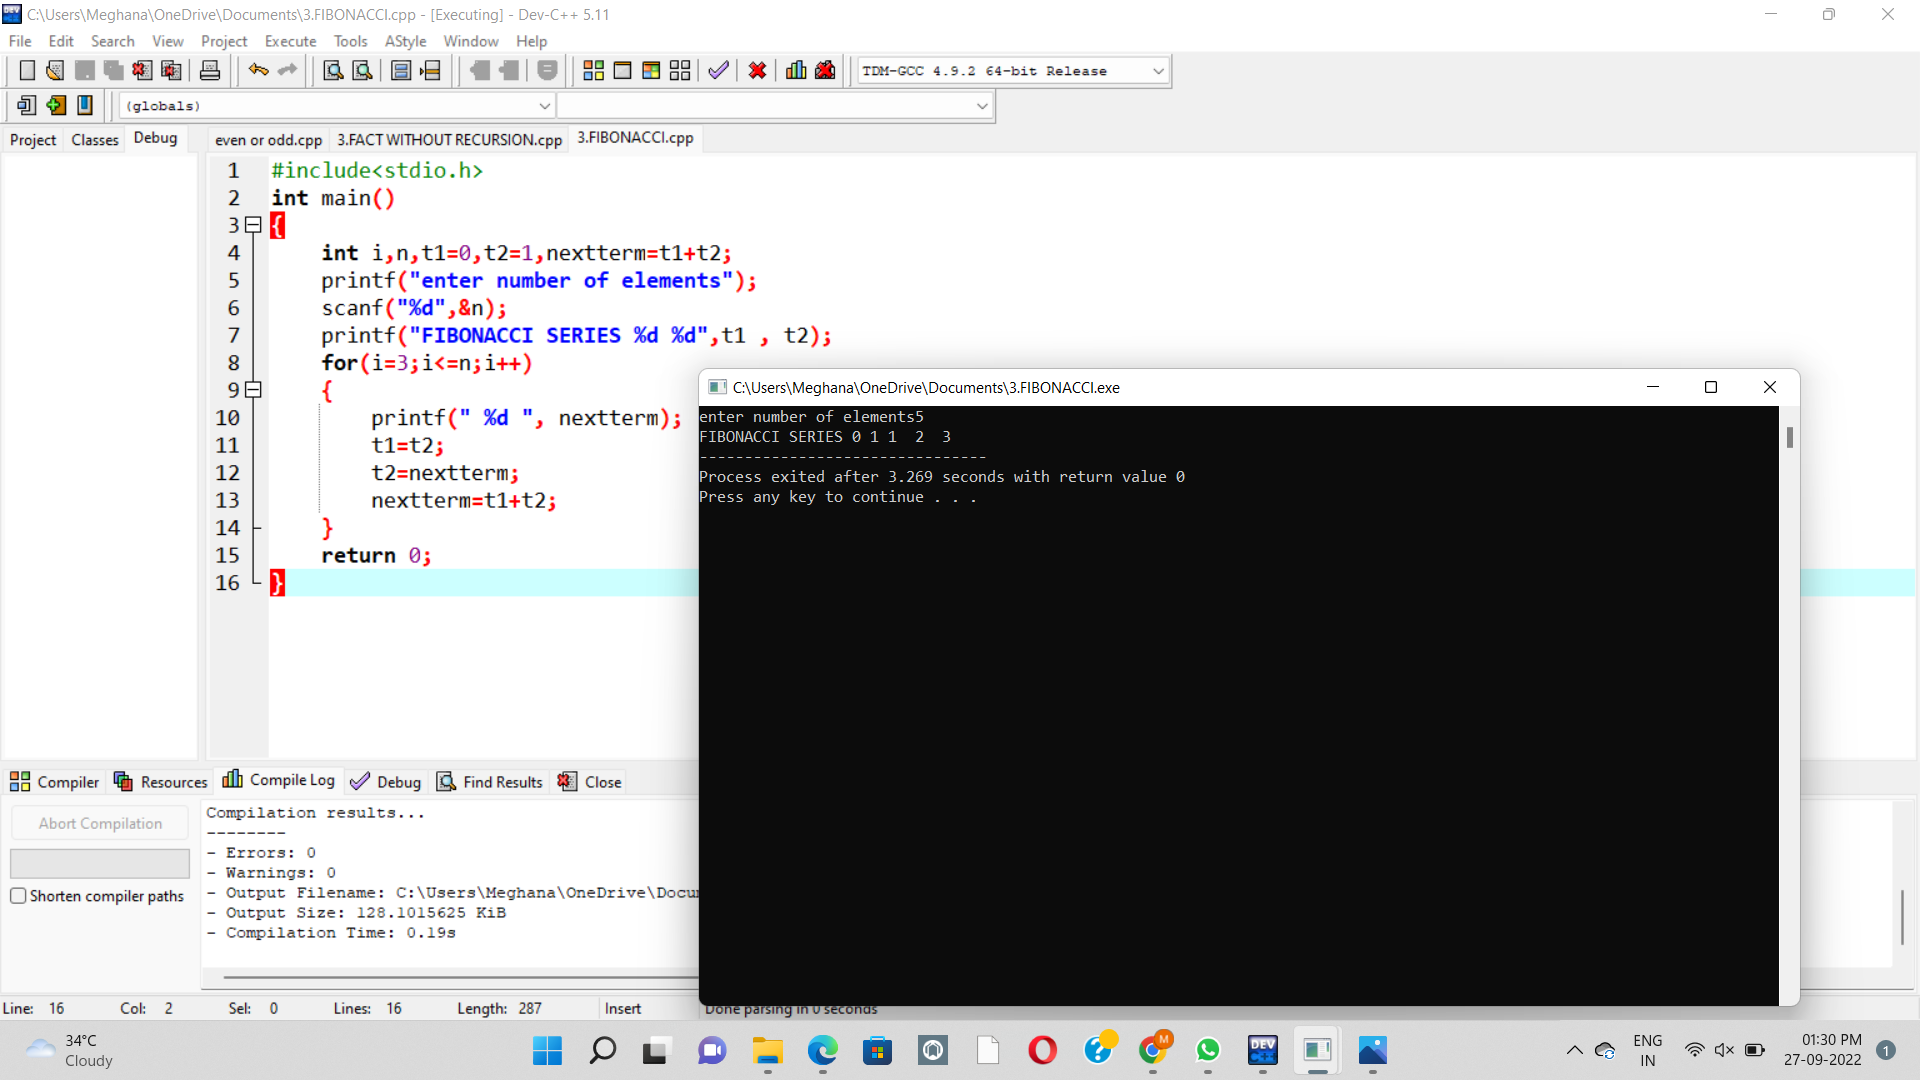 C:\Users\Meghana\OneDrive\Documents\3.FIBONACCI.cpp - [Executing] - Dev-C++ 5.11
File Edit Search View Project Execute Tools AStyle Window Help
TDM-GCC 4.9.2 64-bit Release
(globals)
Project Classes Debug
even or odd.cpp 3.FACT WITHOUT RECURSION.cpp 3.FIBONACCI.cpp
1 #include<stdio.h>
2 int main()
3 {
4 int i,n,t1=0,t2=1,nextterm=t1+t2;
5 printf("enter number of elements");
6 scanf("%d",&n);
7 printf("FIBONACCI SERIES %d %d",t1 , t2);
8 for(i=3;i<=n;i++)
9 {
10 printf(" %d ", nextterm);
11 t1=t2;
12 t2=nextterm;
13 nextterm=t1+t2;
14 }
15 return 0;
16 }
C:\Users\Meghana\OneDrive\Documents\3.FIBONACCI.exe
enter number of elements5
FIBONACCI SERIES 0 1 1  2  3
--------------------------------
Process exited after 3.269 seconds with return value 0
Press any key to continue . . .
Compiler Resources Compile Log Debug Find Results Close
Abort Compilation
Shorten compiler paths
Compilation results...
--------
- Errors: 0
- Warnings: 0
- Output Filename: C:\Users\Meghana\OneDrive\Docu
- Output Size: 128.1015625 KiB
- Compilation Time: 0.19s
Line: 16 Col: 2 Sel: 0 Lines: 16 Length: 287 Insert Done parsing in 0 seconds
34°C
Cloudy
DEV
M
ENG
IN
01:30 PM
27-09-2022
1